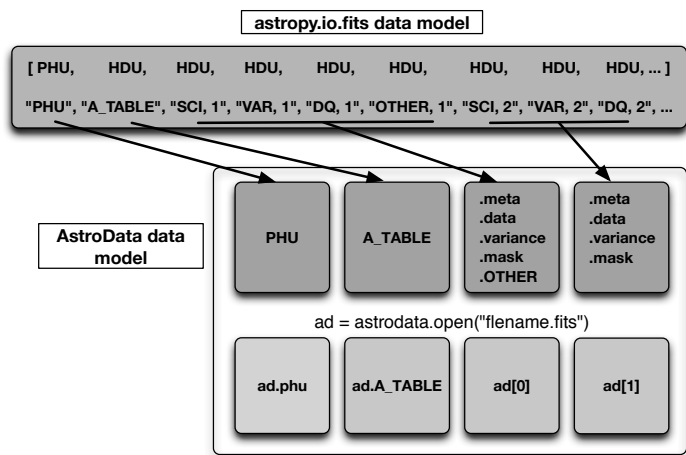 astropy.io.fits data model
[ PHU, HDU, HDU, HDU, HDU, HDU, HDU, HDU, HDU, ... ]
"PHU", "A_TABLE", "SCI, 1", "VAR, 1", "DQ, 1", "OTHER, 1", "SCI, 2", "VAR, 2", "DQ, 2", ...
AstroData data
model
PHU
A_TABLE
.meta
.data
.variance
.mask
.OTHER
.meta
.data
.variance
.mask
ad = astrodata.open("flename.fits")
ad.phu
ad.A_TABLE
ad[0]
ad[1]